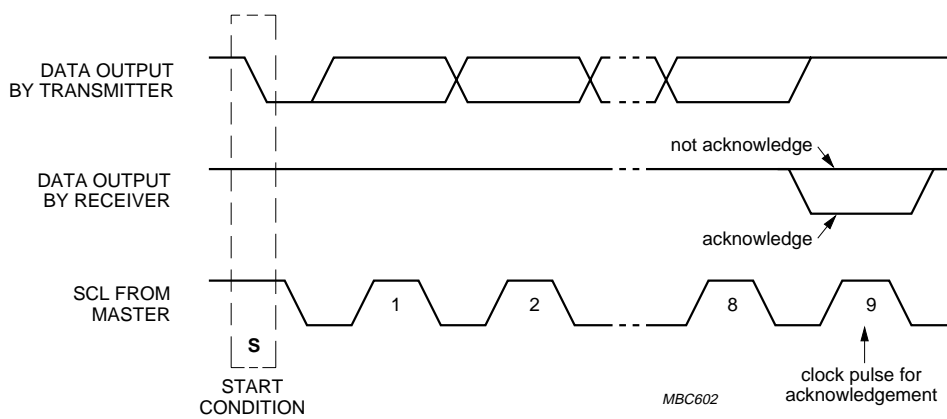 DATA OUTPUT
BY TRANSMITTER
not acknowledge
DATA OUTPUT
BY RECEIVER
acknowledge
SCL FROM
MASTER
1
2
8
9
S
START
CONDITION
clock pulse for
acknowledgement
MBC602